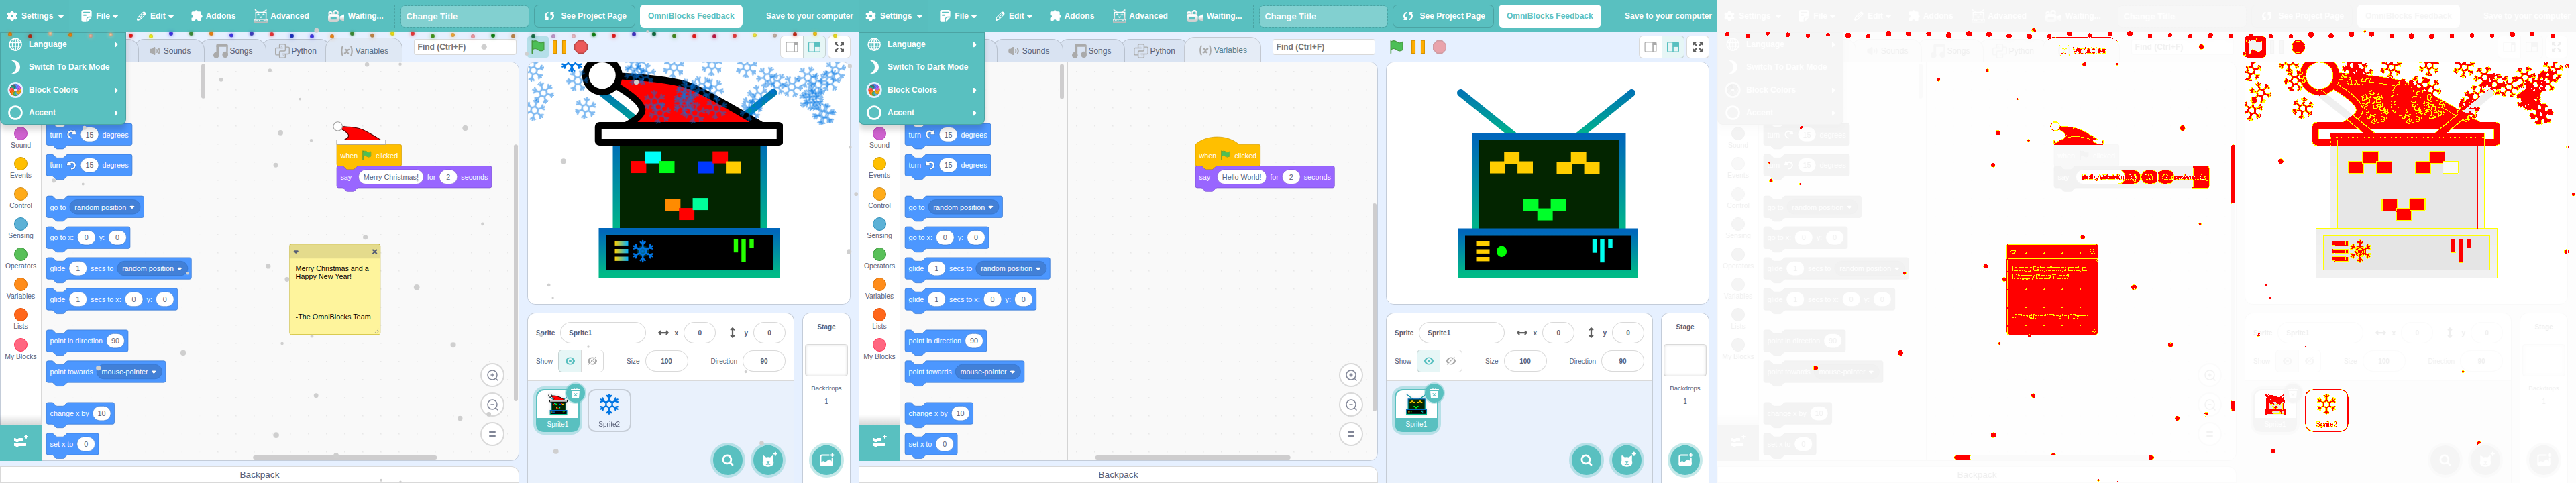 Settings File Edit Addons Advanced Waiting... Change Title See Project Page OmniBlocks Feedback Save to your computer
Language
Switch To Dark Mode
Block Colors
Accent
Sounds Songs Python Variables Find (Ctrl+F)
Sound
Events
Control
Sensing
Operators
Variables
Lists
My Blocks
turn 15 degrees
turn 15 degrees
go to random position
go to x: 0 y: 0
glide 1 secs to random position
glide 1 secs to x: 0 y: 0
point in direction 90
point towards mouse-pointer
change x by 10
set x to 0
when clicked
say Merry Christmas! for 2 seconds
Merry Christmas and a
Happy New Year!
-The OmniBlocks Team
Backpack
Sprite Sprite1 x 0 y 0
Show Size 100 Direction 90
Sprite1
Sprite2
Stage
Backdrops
1
Settings File Edit Addons Advanced Waiting... Change Title See Project Page OmniBlocks Feedback Save to your computer
Language
Switch To Dark Mode
Block Colors
Accent
Sounds Songs Python Variables Find (Ctrl+F)
Sound
Events
Control
Sensing
Operators
Variables
Lists
My Blocks
turn 15 degrees
turn 15 degrees
go to random position
go to x: 0 y: 0
glide 1 secs to random position
glide 1 secs to x: 0 y: 0
point in direction 90
point towards mouse-pointer
change x by 10
set x to 0
when clicked
say Hello World! for 2 seconds
Backpack
Sprite Sprite1 x 0 y 0
Show Size 100 Direction 90
Sprite1
Stage
Backdrops
1
Variables
Sprite2
Backpack